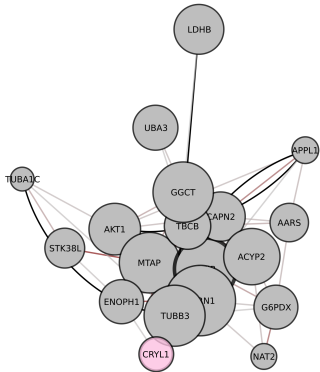 LDHB
UBA3
APPL1
TUBA1C
GGCT
CAPN2
AARS
AKT1
TBCB
STK38L
MTAP
ACYP2
ENOPH1
G6PDX
TUBB3
CRYL1
NAT2